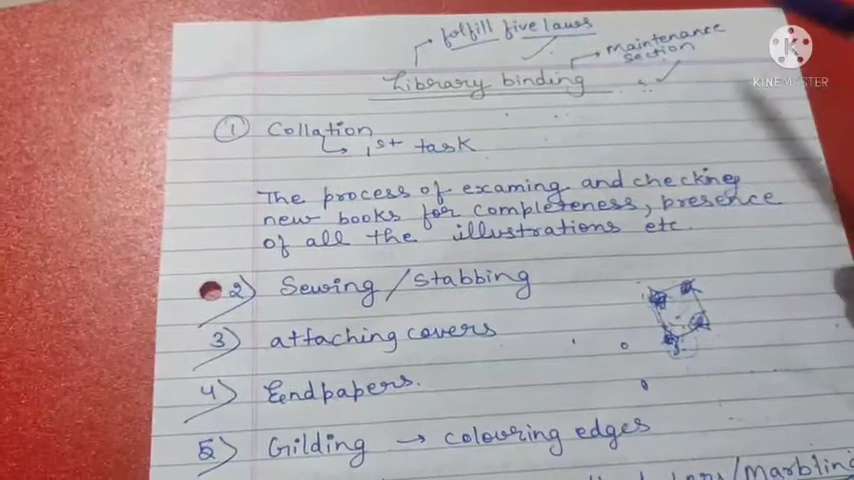 fulfill five laws
maintenance
section
Library binding
KINEMASTER
1 Collation
1st task
The process of examing and checking
new books for completeness, presence
of all the illustrations etc.
2) Sewing/stabbing
3) attaching covers
4) Endpapers.
5) Gilding → colouring edges
/marbling